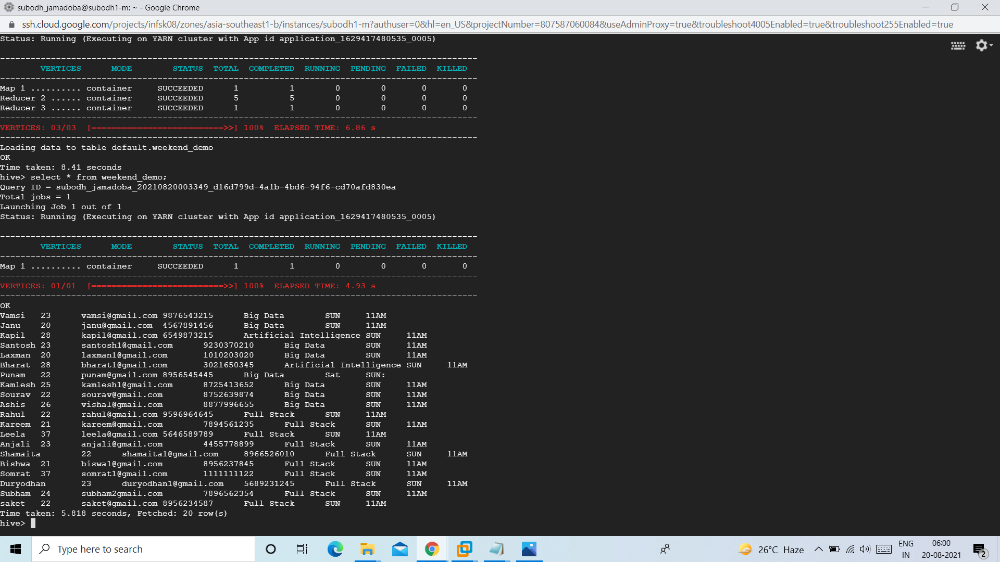 subodh_jamadoba@subodh1-m: ~ - Google Chrome
ssh.cloud.google.com/projects/infsk08/zones/asia-southeast1-b/instances/subodh1-m?authuser=0&hl=en_US&projectNumber=807587060084&useAdminProxy=true&troubleshoot4005Enabled=true&troubleshoot255Enabled=true
Status: Running (Executing on YARN cluster with App id application_1629417480535_0005)
----------------------------------------------------------------------------------------------
VERTICES MODE STATUS TOTAL COMPLETED RUNNING PENDING FAILED KILLED
----------------------------------------------------------------------------------------------
Map 1 .......... container SUCCEEDED 1 1 0 0 0 0
Reducer 2 ...... container SUCCEEDED 5 5 0 0 0 0
Reducer 3 ...... container SUCCEEDED 1 1 0 0 0 0
----------------------------------------------------------------------------------------------
VERTICES: 03/03 [==========================>>] 100% ELAPSED TIME: 6.86 s
----------------------------------------------------------------------------------------------
Loading data to table default.weekend_demo
OK
Time taken: 8.41 seconds
hive> select * from weekend_demo;
Query ID = subodh_jamadoba_20210820003349_d16d799d-4a1b-4bd6-94f6-cd70afd830ea
Total jobs = 1
Launching Job 1 out of 1
Status: Running (Executing on YARN cluster with App id application_1629417480535_0005)
----------------------------------------------------------------------------------------------
VERTICES MODE STATUS TOTAL COMPLETED RUNNING PENDING FAILED KILLED
----------------------------------------------------------------------------------------------
Map 1 .......... container SUCCEEDED 1 1 0 0 0 0
----------------------------------------------------------------------------------------------
VERTICES: 01/01 [==========================>>] 100% ELAPSED TIME: 4.93 s
----------------------------------------------------------------------------------------------
OK
Vamsi 23 vamsi@gmail.com 9876543215 Big Data SUN 11AM
Janu 20 janu@gmail.com 4567891456 Big Data SUN 11AM
Kapil 28 kapil@gmail.com 6549873215 Artificial Intelligence SUN 11AM
Santosh 23 santosh1@gmail.com 9230370210 Big Data SUN 11AM
Laxman 20 laxman1@gmail.com 1010203020 Big Data SUN 11AM
Bharat 28 bharat1@gmail.com 3021650345 Artificial Intelligence SUN 11AM
Punam 22 punam@gmail.com 8956545445 Big Data Sat SUN:
Kamlesh 25 kamlesh1@gmail.com 8725413652 Big Data SUN 11AM
Sourav 22 sourav@gmail.com 8752639874 Big Data SUN 11AM
Ashis 26 vishal@gmail.com 8877996655 Big Data SUN 11AM
Rahul 22 rahul@gmail.com 9596964645 Full Stack SUN 11AM
Kareem 21 kareem@gmail.com 7894561235 Full Stack SUN 11AM
Leela 37 leela@gmail.com 5646589789 Full Stack SUN 11AM
Anjali 23 anjali@gmail.com 4455778899 Full Stack SUN 11AM
Shamaita 22 shamaita1@gmail.com 8966526010 Full Stack SUN 11AM
Bishwa 21 biswa1@gmail.com 8956237845 Full Stack SUN 11AM
Somrat 37 somrat1@gmail.com 1111111122 Full Stack SUN 11AM
Duryodhan 23 duryodhan1@gmail.com 5689231245 Full Stack SUN 11AM
Subham 24 subham2gmail.com 7896562354 Full Stack SUN 11AM
saket 22 saket@gmail.com 8956234587 Full Stack SUN 11AM
Time taken: 5.818 seconds, Fetched: 20 row(s)
hive>
Type here to search
26°C Haze
ENG
IN
06:00
20-08-2021
2